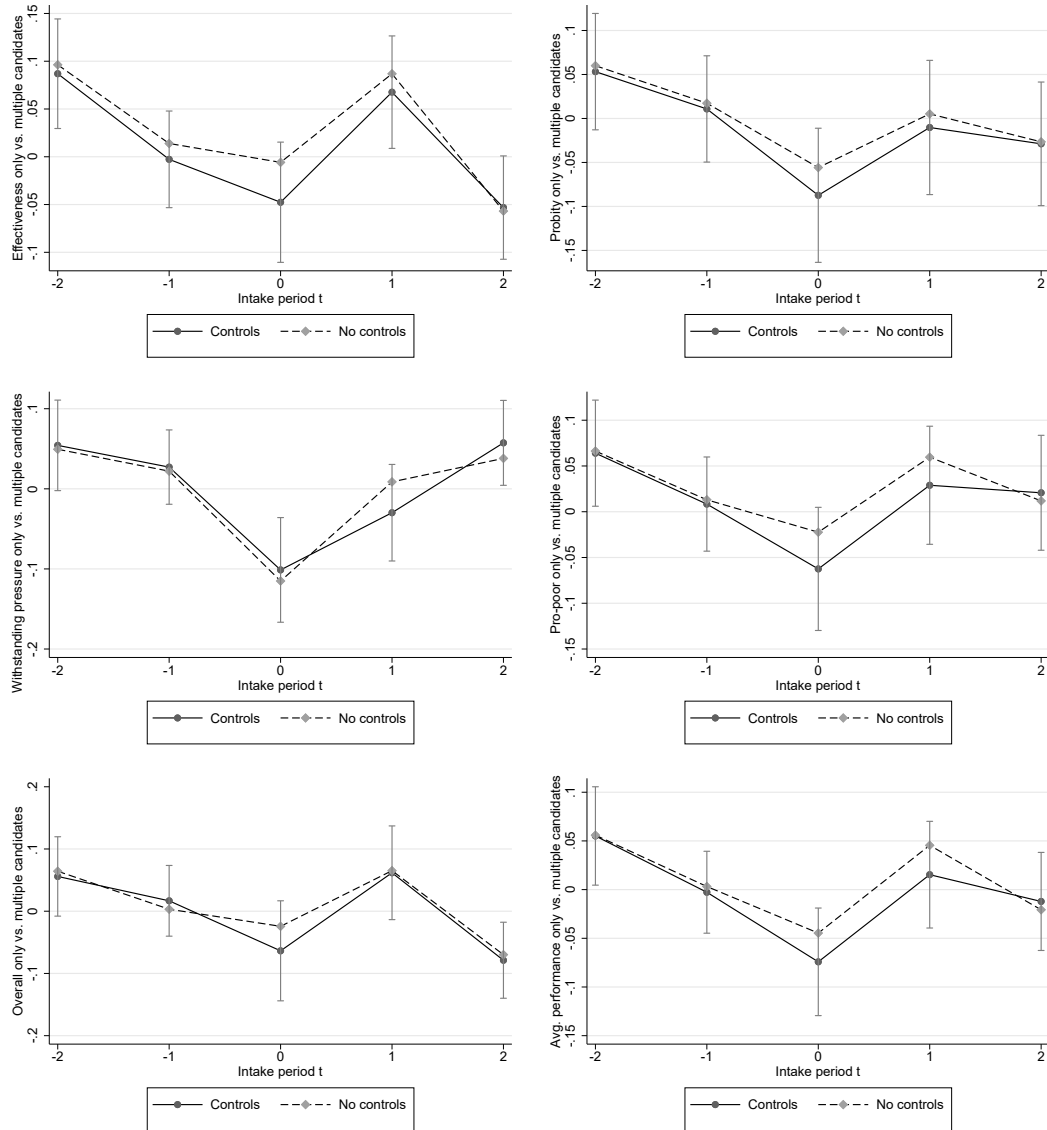 Effectiveness only vs. multiple candidates
.15
.1
.05
0
-.05
-.1
-2 -1 0 1 2
Intake period t
Controls No controls
Probity only vs. multiple candidates
.1
.05
0
-.05
-.1
-.15
-2 -1 0 1 2
Intake period t
Controls No controls
Withstanding pressure only vs. multiple candidates
.1
0
-.1
-.2
-2 -1 0 1 2
Intake period t
Controls No controls
Pro-poor only vs. multiple candidates
.1
.05
0
-.05
-.1
-.15
-2 -1 0 1 2
Intake period t
Controls No controls
Overall only vs. multiple candidates
.2
.1
0
-.1
-.2
-2 -1 0 1 2
Intake period t
Controls No controls
Avg. performance only vs. multiple candidates
.1
.05
0
-.05
-.1
-.15
-2 -1 0 1 2
Intake period t
Controls No controls